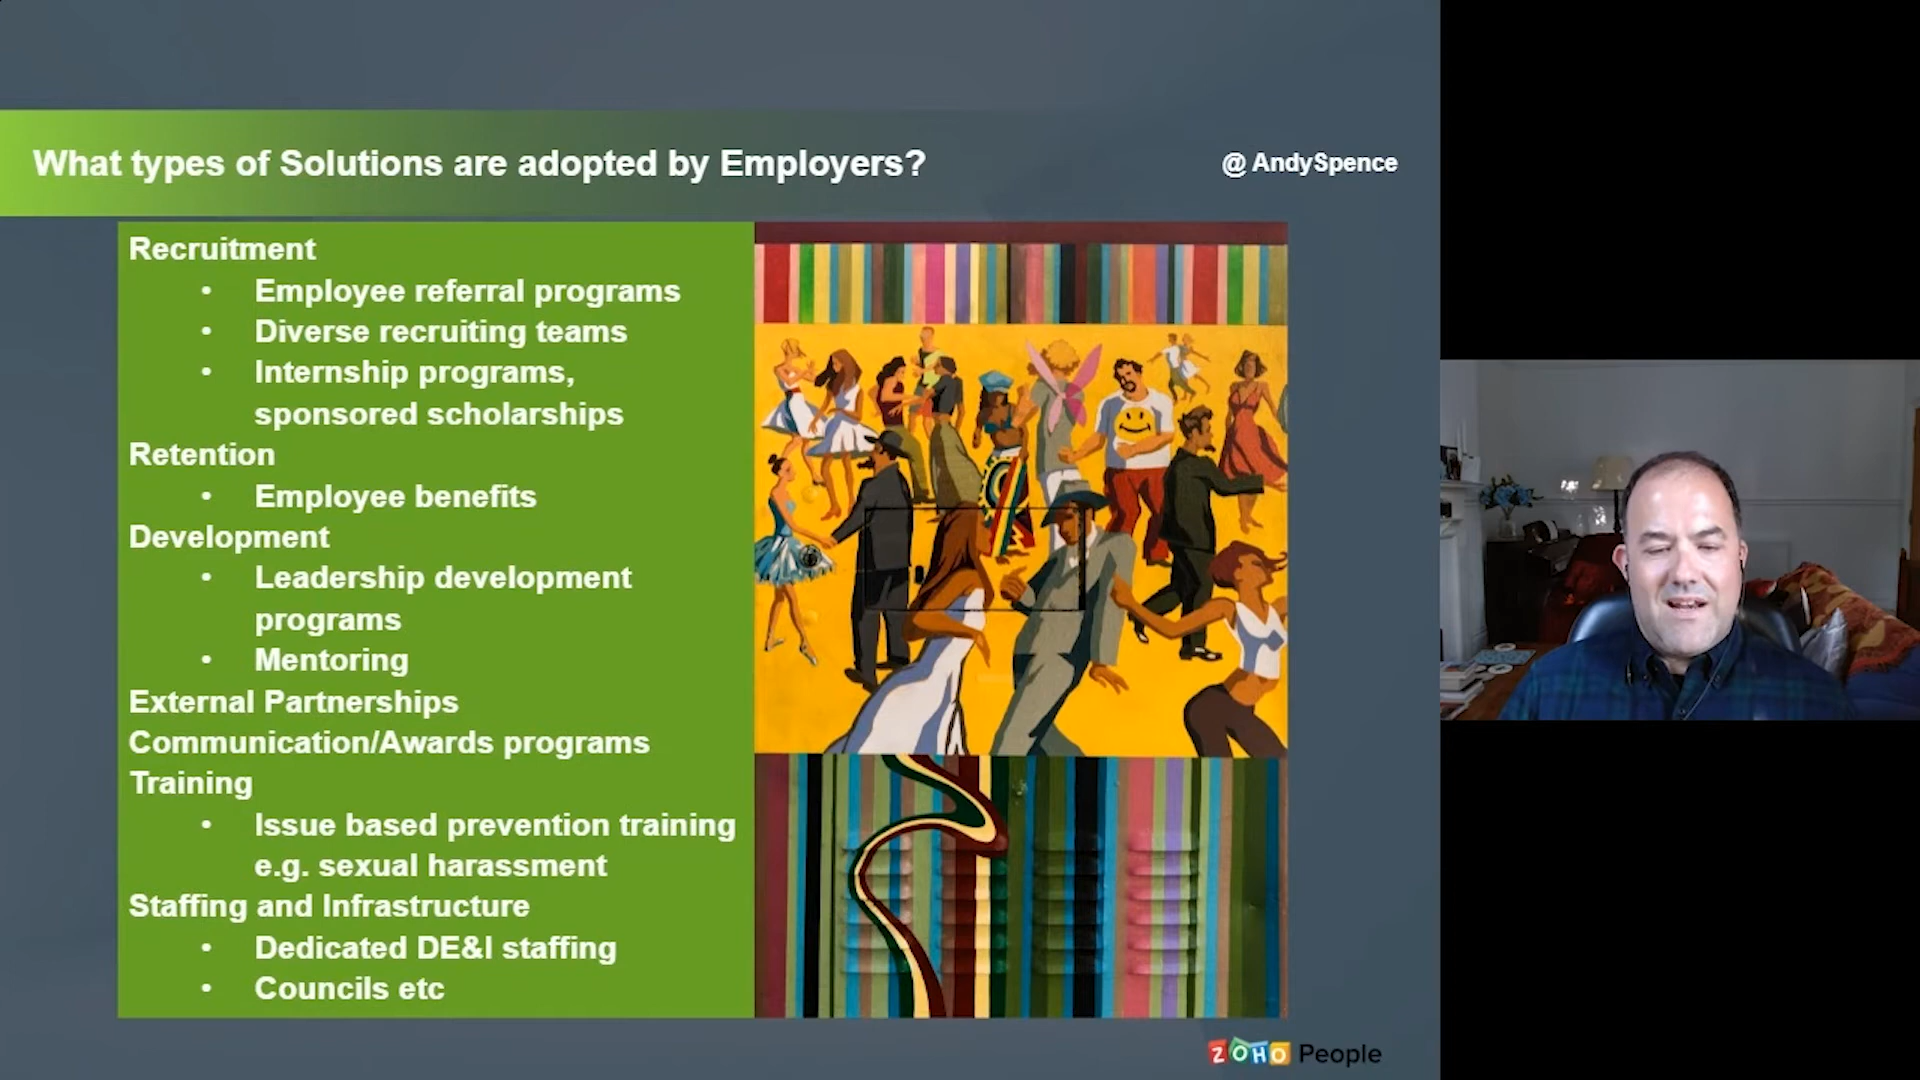 What types of Solutions are adopted by Employers?
@AndySpence
Recruitment
• Employee referral programs
• Diverse recruiting teams
• Internship programs,
sponsored scholarships
Retention
• Employee benefits
Development
• Leadership development
programs
• Mentoring
External Partnerships
Communication/Awards programs
Training
• Issue based prevention training
e.g. sexual harassment
Staffing and Infrastructure
• Dedicated DE&I staffing
• Councils etc
ZOHO People